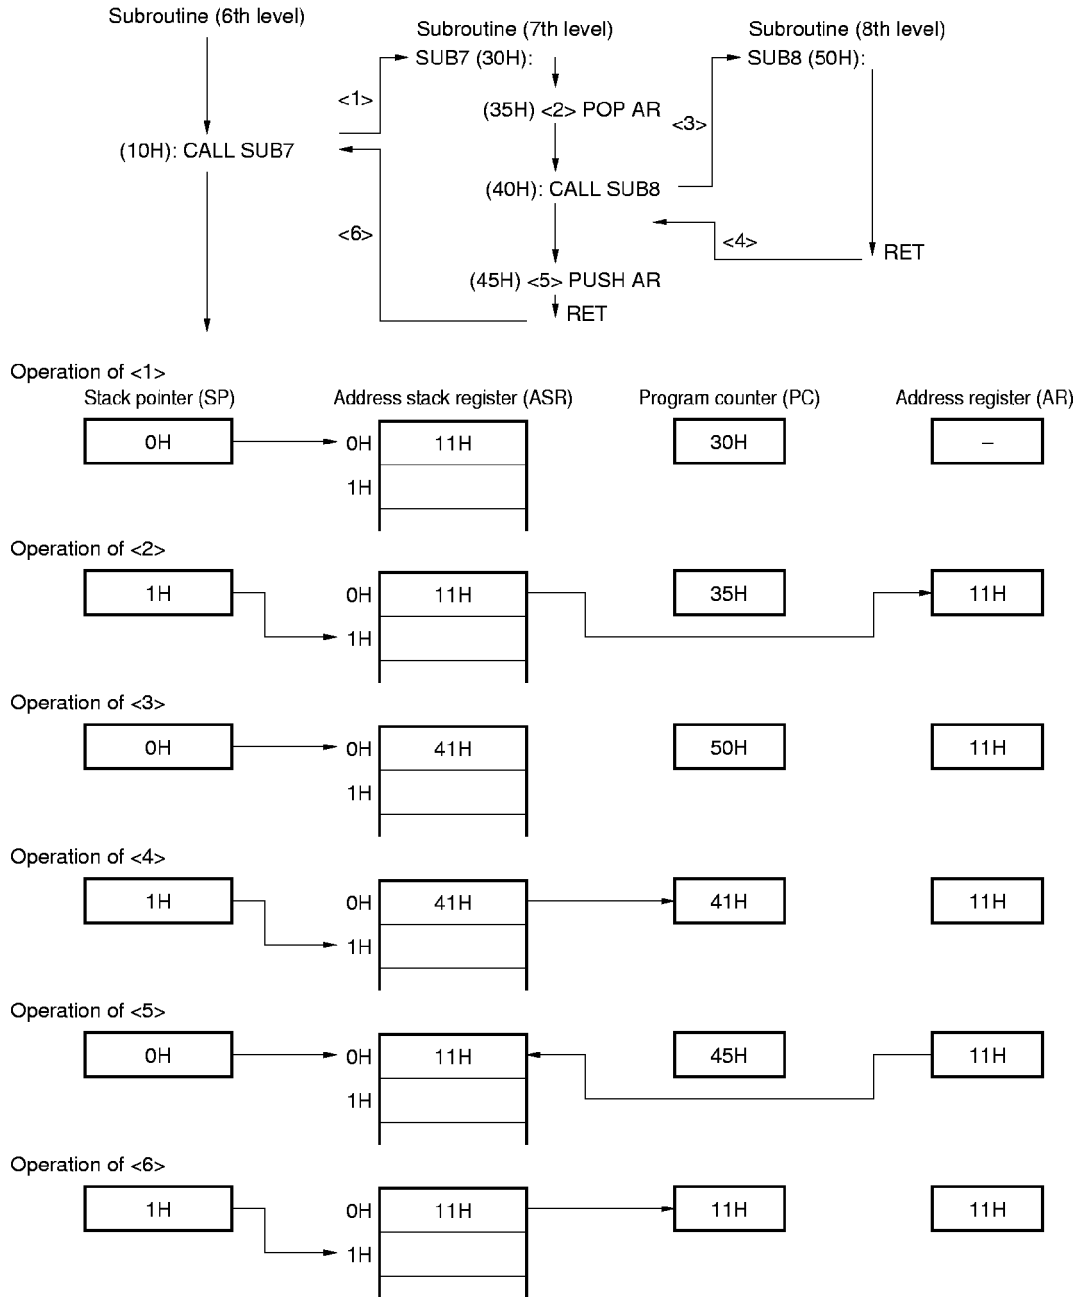 Subroutine (6th level)
Subroutine (7th level)
Subroutine (8th level)
SUB7 (30H):
SUB8 (50H):
<1>
(35H) <2> POP AR
<3>
(10H): CALL SUB7
(40H): CALL SUB8
<6>
<4>
RET
(45H) <5> PUSH AR
RET
Operation of <1>
Stack pointer (SP)
Address stack register (ASR)
Program counter (PC)
Address register (AR)
0H
0H
11H
30H
–
1H
Operation of <2>
1H
0H
11H
35H
11H
1H
Operation of <3>
0H
0H
41H
50H
11H
1H
Operation of <4>
1H
0H
41H
41H
11H
1H
Operation of <5>
0H
0H
11H
45H
11H
1H
Operation of <6>
1H
0H
11H
11H
11H
1H